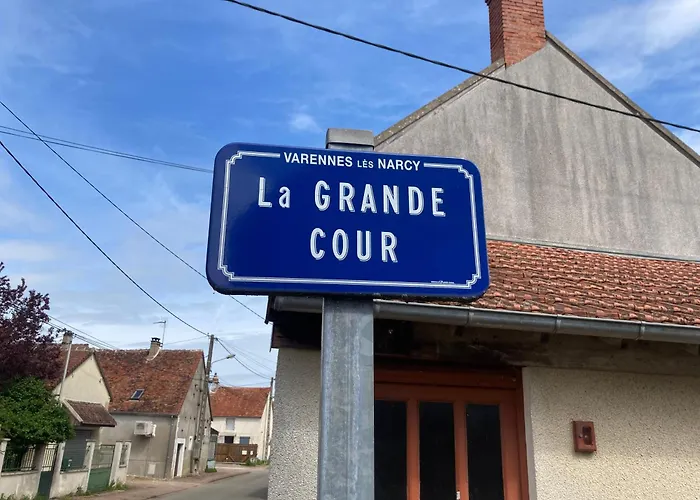 VARENNES LÈS NARCY
La GRANDE
COUR